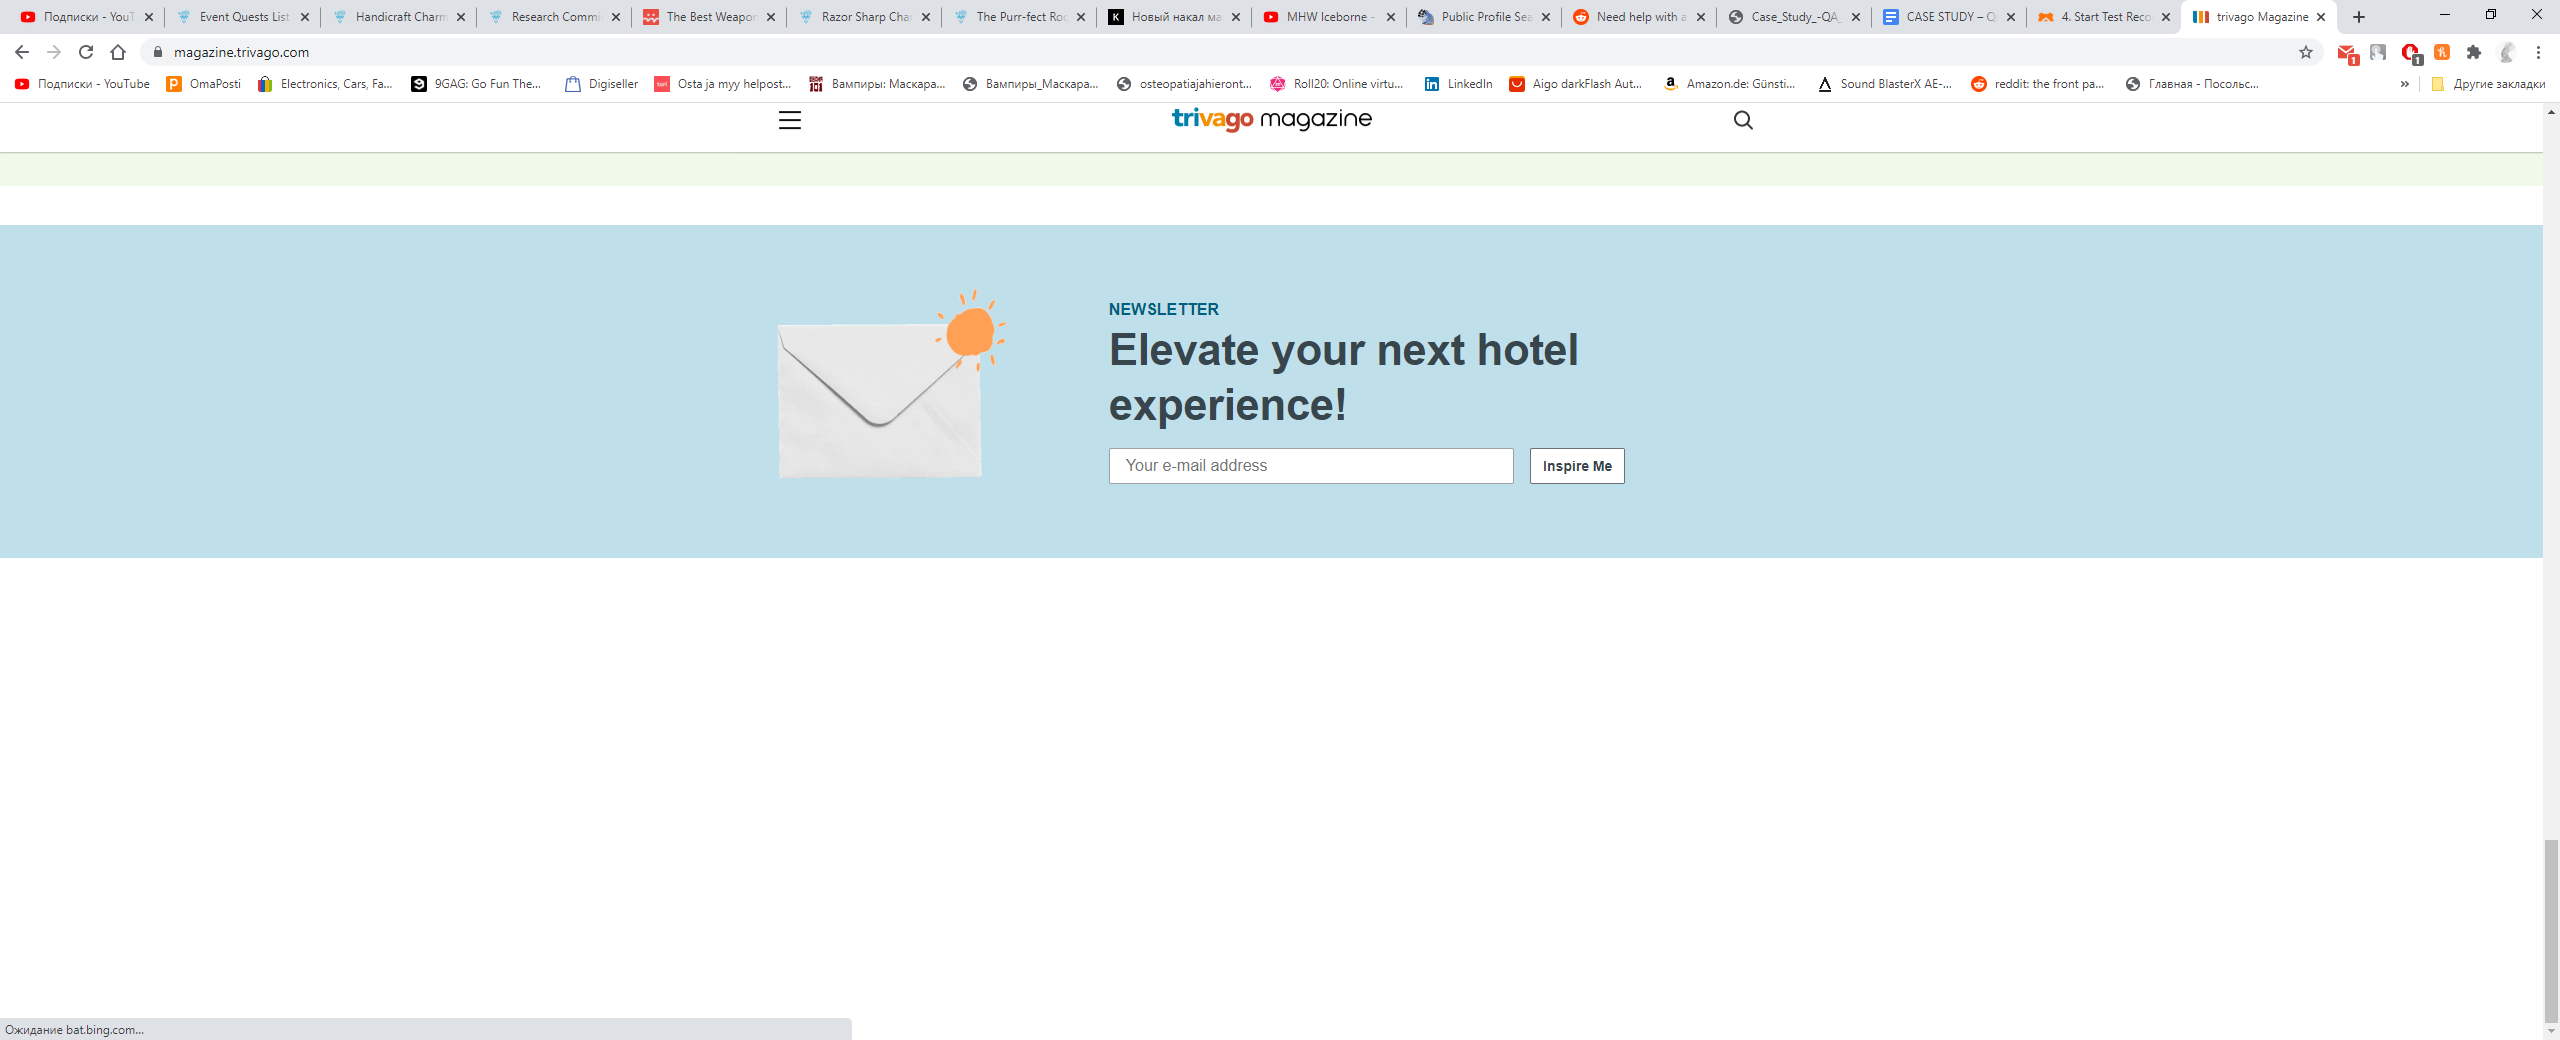 Подписки - YouT
Event Quests List
Handicraft Charm
Research Commis
The Best Weapon
Razor Sharp Char
The Purr-fect Roo
Новый накал ма
MHW Iceborne -
Public Profile Sea
Need help with a
Case_Study_-QA_
CASE STUDY – Q
4. Start Test Reco
trivago Magazine
magazine.trivago.com
Подписки - YouTube
OmaPosti
Electronics, Cars, Fa...
9GAG: Go Fun The...
Digiseller
Osta ja myy helpost...
Вампиры: Маскара...
Вампиры_Маскара...
osteopatiajahieront...
Roll20: Online virtu...
LinkedIn
Aigo darkFlash Aut...
Amazon.de: Günsti...
Sound BlasterX AE-...
reddit: the front pa...
Главная - Посольс...
»
Другие закладки
trivago magazine
NEWSLETTER
Elevate your next hotel
experience!
Your e-mail address
Inspire Me
Ожидание bat.bing.com...